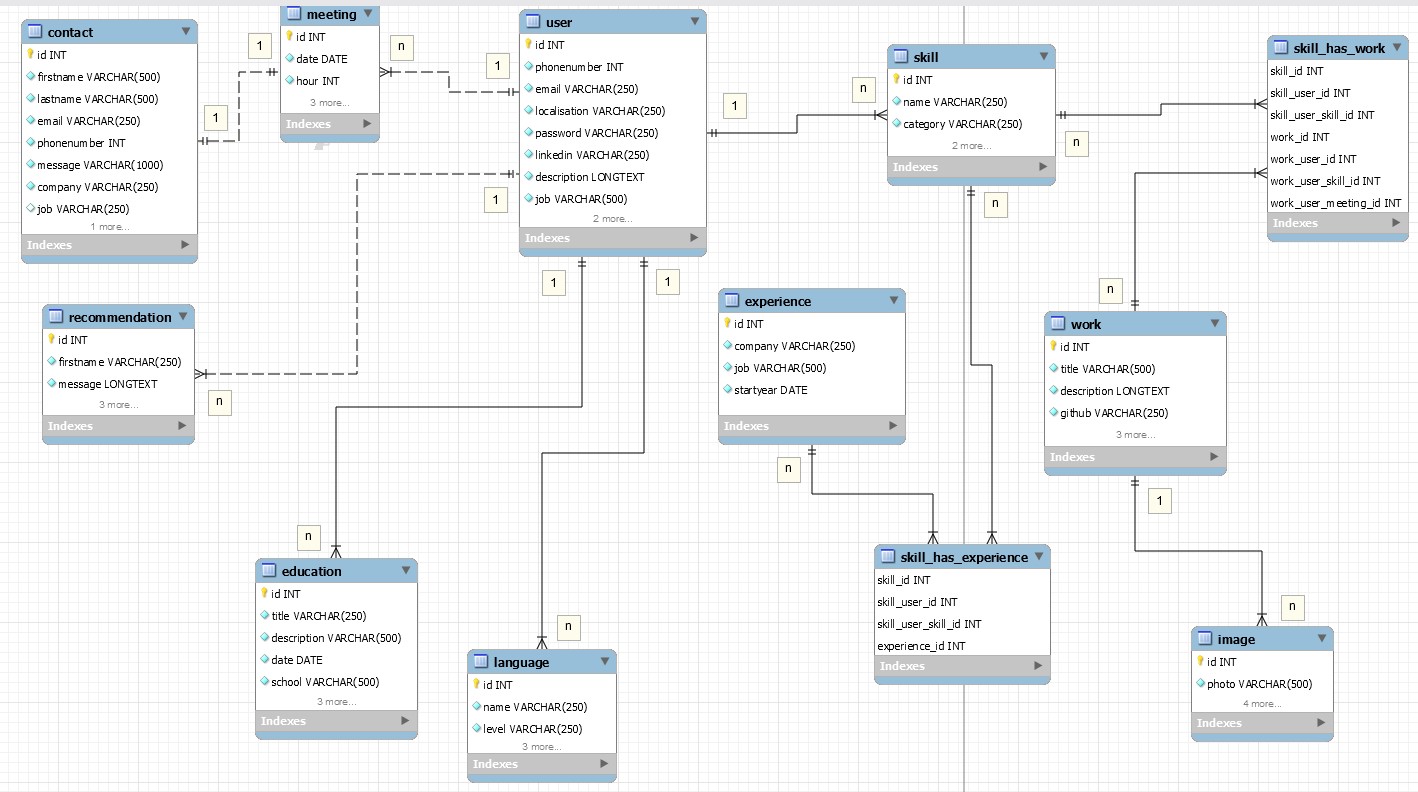 contact
id INT
firstname VARCHAR(500)
lastname VARCHAR(500)
email VARCHAR(250)
phonenumber INT
message VARCHAR(1000)
company VARCHAR(250)
job VARCHAR(250)
1 more...
Indexes
1
1
meeting
id INT
date DATE
hour INT
3 more...
Indexes
n
1
user
id INT
phonenumber INT
email VARCHAR(250)
localisation VARCHAR(250)
password VARCHAR(250)
linkedin VARCHAR(250)
description LONGTEXT
job VARCHAR(500)
2 more...
Indexes
1
1
1
1
n
skill
id INT
name VARCHAR(250)
category VARCHAR(250)
2 more...
Indexes
n
n
skill_has_work
skill_id INT
skill_user_id INT
skill_user_skill_id INT
work_id INT
work_user_id INT
work_user_skill_id INT
work_user_meeting_id INT
Indexes
recommendation
id INT
firstname VARCHAR(250)
message LONGTEXT
3 more...
Indexes
n
experience
id INT
company VARCHAR(250)
job VARCHAR(500)
startyear DATE
Indexes
n
n
work
id INT
title VARCHAR(500)
description LONGTEXT
github VARCHAR(250)
3 more...
Indexes
1
n
education
id INT
title VARCHAR(250)
description VARCHAR(500)
date DATE
school VARCHAR(500)
3 more...
Indexes
n
language
id INT
name VARCHAR(250)
level VARCHAR(250)
3 more...
Indexes
skill_has_experience
skill_id INT
skill_user_id INT
skill_user_skill_id INT
experience_id INT
Indexes
n
image
id INT
photo VARCHAR(500)
4 more...
Indexes